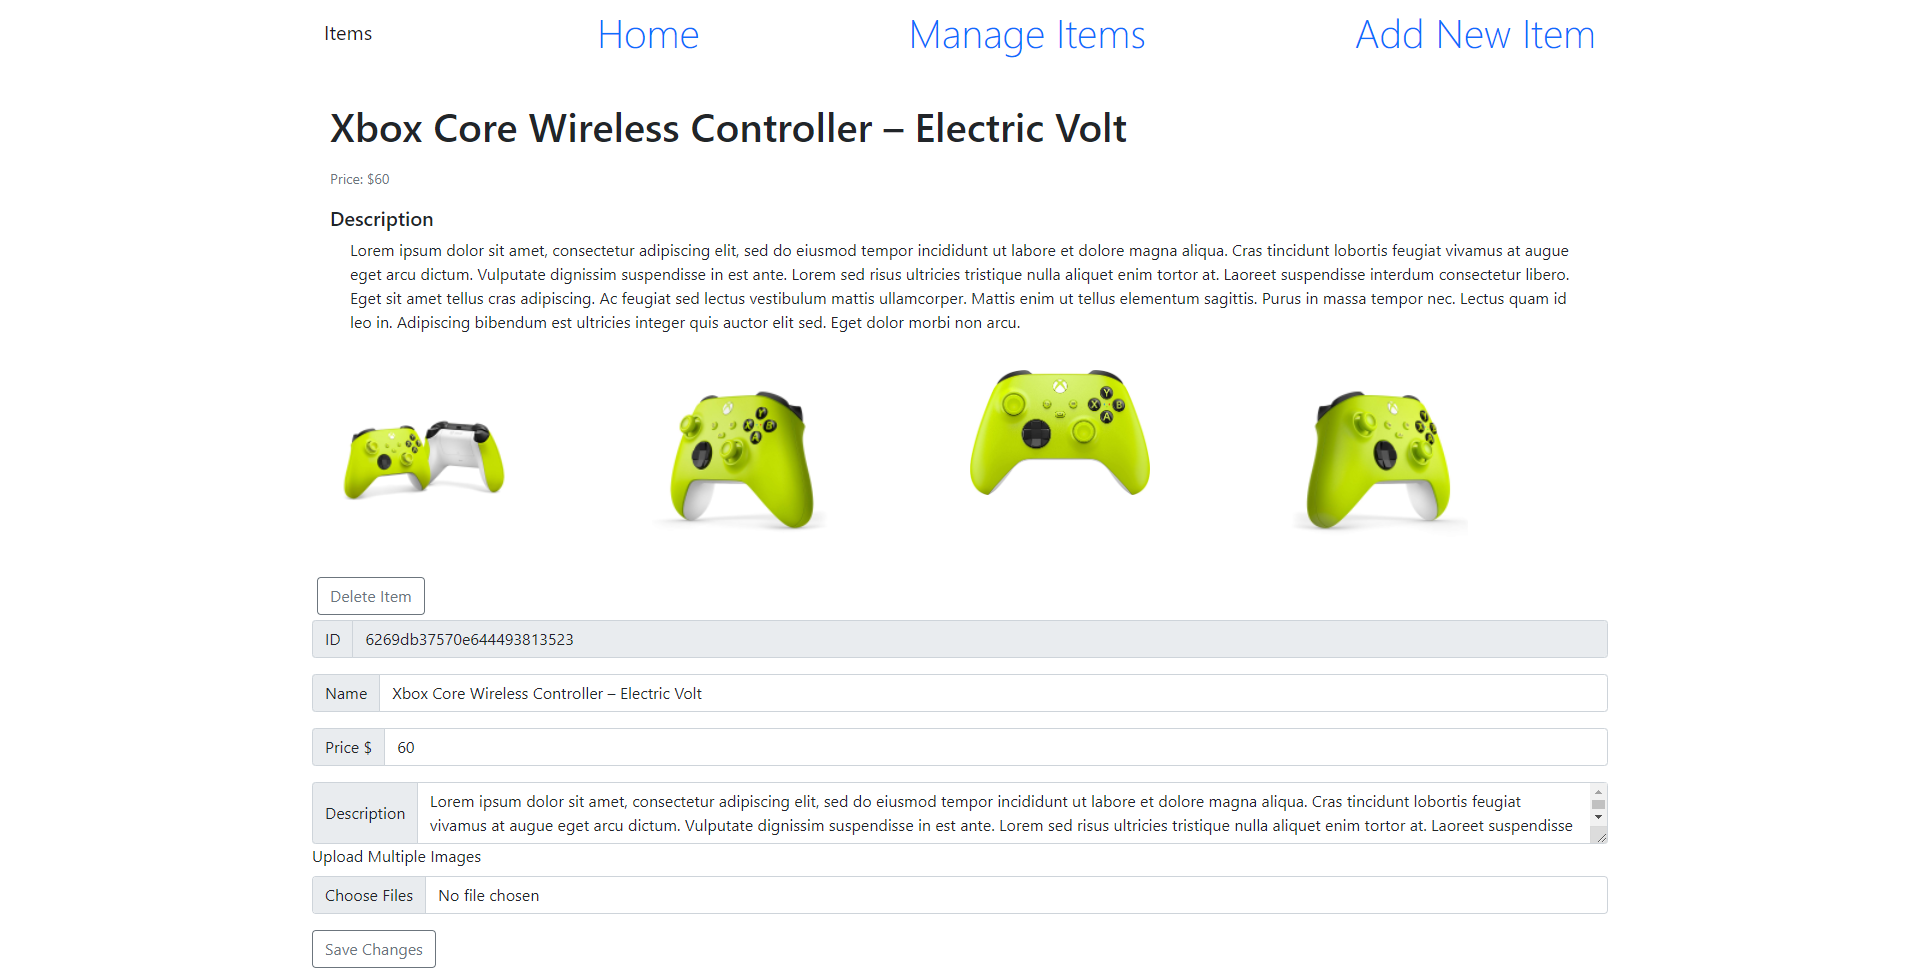 Items
Home
Manage Items
Add New Item
Xbox Core Wireless Controller – Electric Volt
Price: $60
Description
Lorem ipsum dolor sit amet, consectetur adipiscing elit, sed do eiusmod tempor incididunt ut labore et dolore magna aliqua. Cras tincidunt lobortis feugiat vivamus at augue
eget arcu dictum. Vulputate dignissim suspendisse in est ante. Lorem sed risus ultricies tristique nulla aliquet enim tortor at. Laoreet suspendisse interdum consectetur libero.
Eget sit amet tellus cras adipiscing. Ac feugiat sed lectus vestibulum mattis ullamcorper. Mattis enim ut tellus elementum sagittis. Purus in massa tempor nec. Lectus quam id
leo in. Adipiscing bibendum est ultricies integer quis auctor elit sed. Eget dolor morbi non arcu.
Y
X B
A
Y
X B
A
Delete Item
ID 6269db37570e644493813523
Name Xbox Core Wireless Controller – Electric Volt
Price $ 60
Description
Lorem ipsum dolor sit amet, consectetur adipiscing elit, sed do eiusmod tempor incididunt ut labore et dolore magna aliqua. Cras tincidunt lobortis feugiat
vivamus at augue eget arcu dictum. Vulputate dignissim suspendisse in est ante. Lorem sed risus ultricies tristique nulla aliquet enim tortor at. Laoreet suspendisse
Upload Multiple Images
Choose Files No file chosen
Save Changes